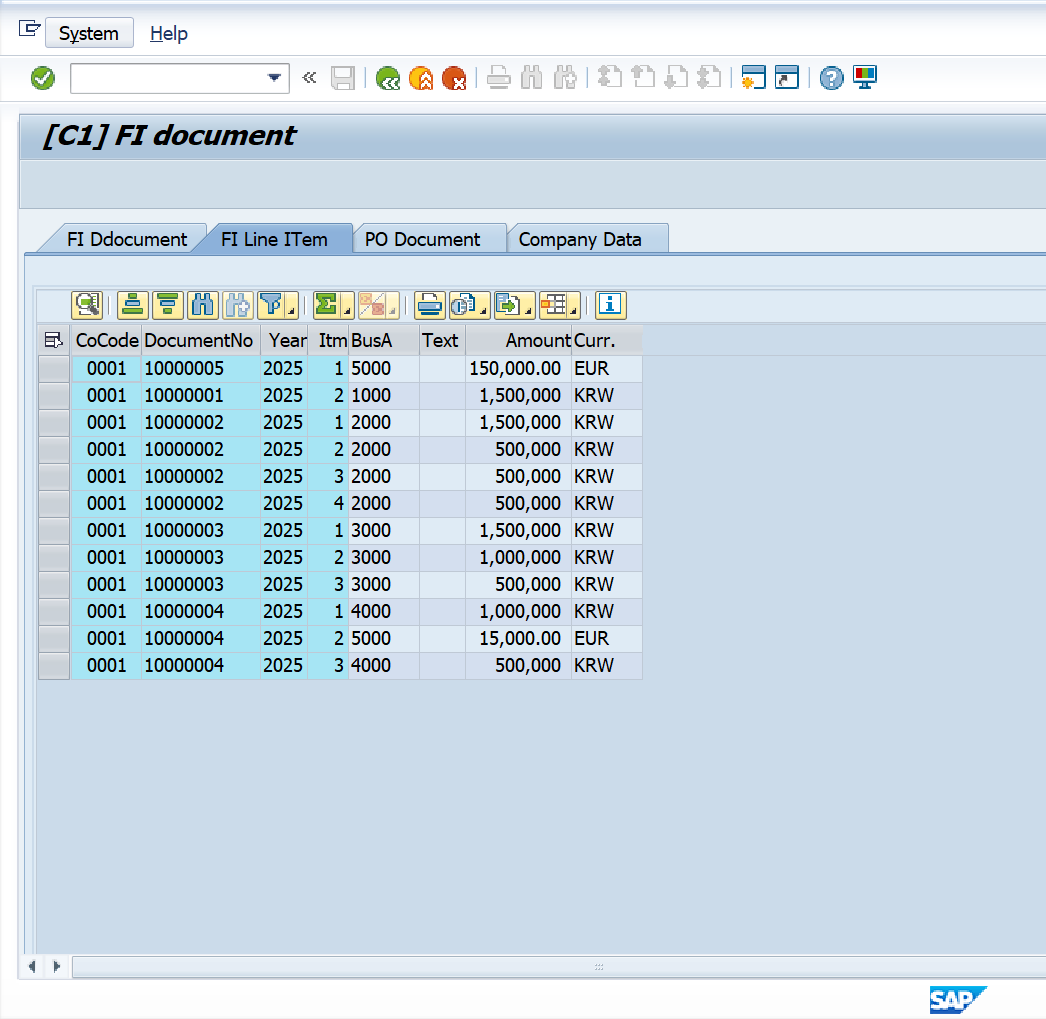 System Help
[C1] FI document
FI Ddocument FI Line ITem PO Document Company Data
CoCode DocumentNo Year Itm BusA Text Amount Curr.
0001 10000005 2025 1 5000 150,000.00 EUR
0001 10000001 2025 2 1000 1,500,000 KRW
0001 10000002 2025 1 2000 1,500,000 KRW
0001 10000002 2025 2 2000 500,000 KRW
0001 10000002 2025 3 2000 500,000 KRW
0001 10000002 2025 4 2000 500,000 KRW
0001 10000003 2025 1 3000 1,500,000 KRW
0001 10000003 2025 2 3000 1,000,000 KRW
0001 10000003 2025 3 3000 500,000 KRW
0001 10000004 2025 1 4000 1,000,000 KRW
0001 10000004 2025 2 5000 15,000.00 EUR
0001 10000004 2025 3 4000 500,000 KRW
SAP